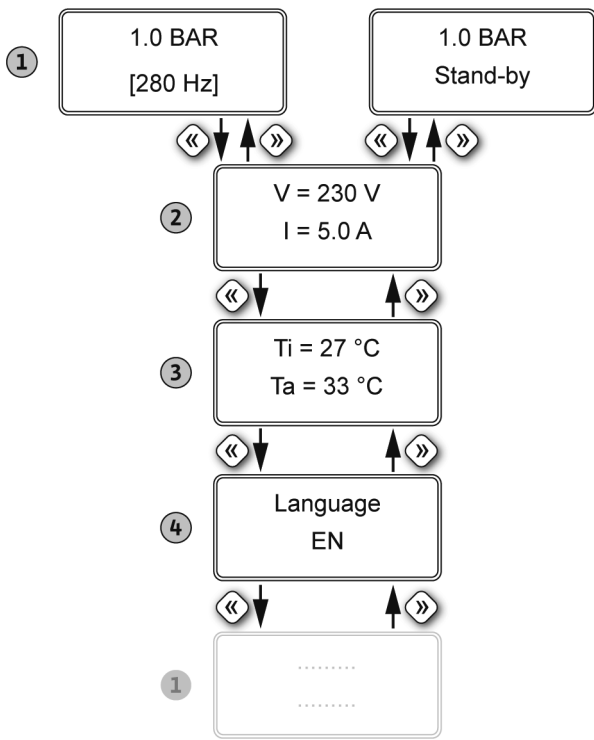 1
1.0 BAR
[280 Hz]
1.0 BAR
Stand-by
« » « »
2
V = 230 V
I = 5.0 A
« »
3
Ti = 27 °C
Ta = 33 °C
« »
4
Language
EN
« »
1
.........
.........